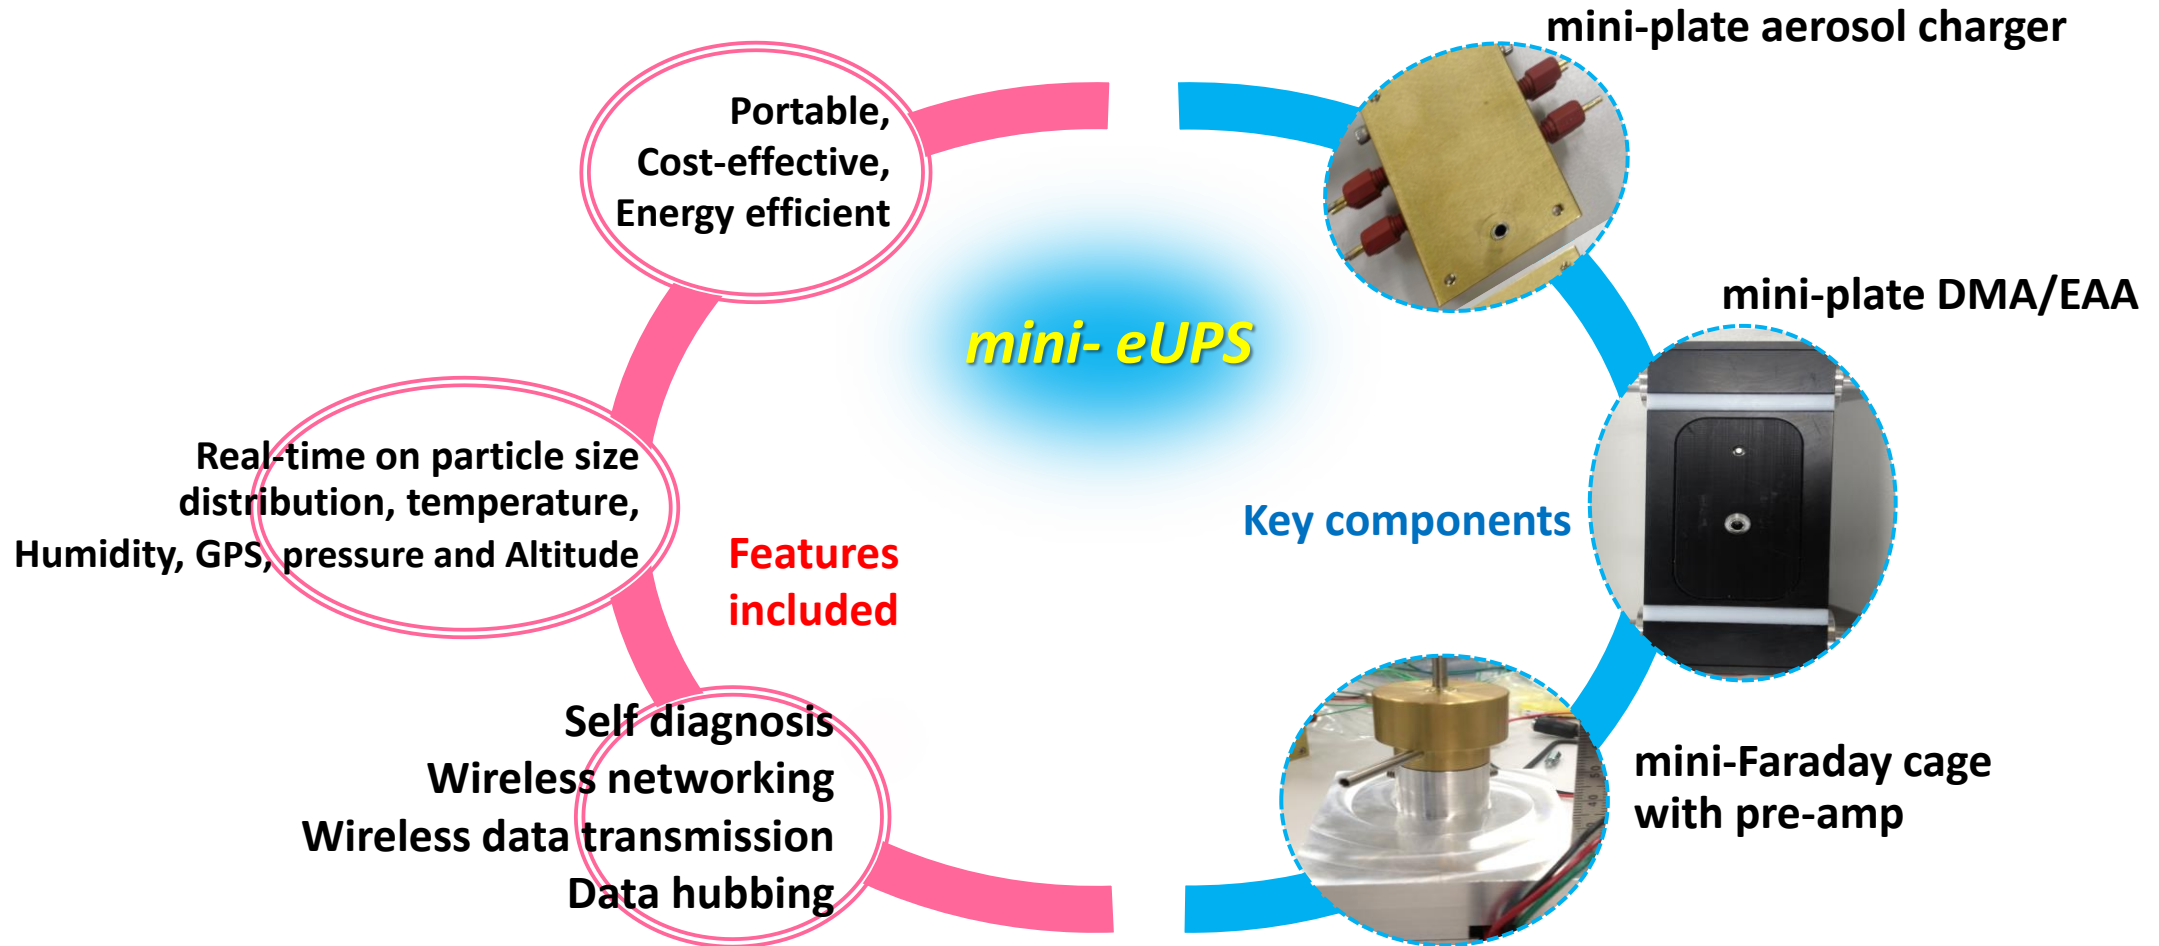 mini-plate aerosol charger
Portable,
Cost-effective,
Energy efficient
mini-plate DMA/EAA
mini- eUPS
Real-time on particle size
distribution, temperature,
Humidity, GPS, pressure and Altitude
Key components
Features
included
Self diagnosis
Wireless networking
Wireless data transmission
Data hubbing
mini-Faraday cage
with pre-amp